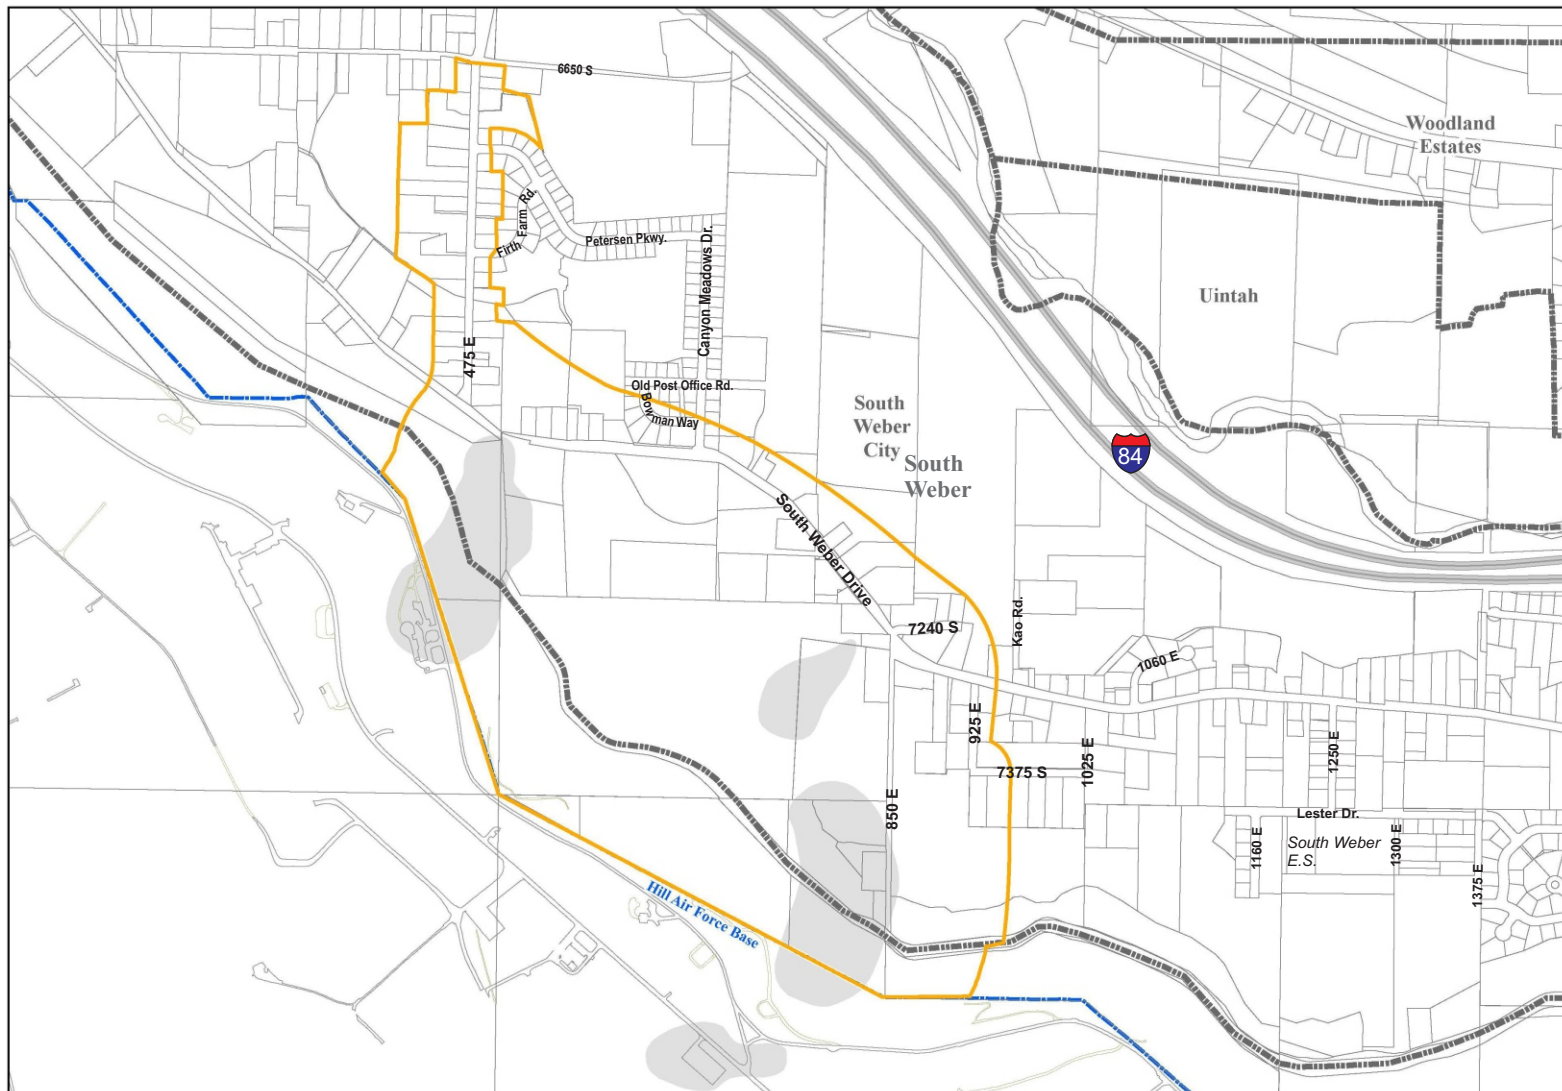 6650 S
Woodland
Estates
Firth Farm Rd.
Petersen Pkwy.
Canyon Meadows Dr.
Uintah
475 E
Old Post Office Rd.
Bowman Way
South
Weber
City
South
Weber
84
South Weber Drive
7240 S
Kao Rd.
1060 E
925 E
7375 S
1025 E
1250 E
850 E
Lester Dr.
1160 E
South Weber
E.S.
1300 E
1375 E
Hill Air Force Base